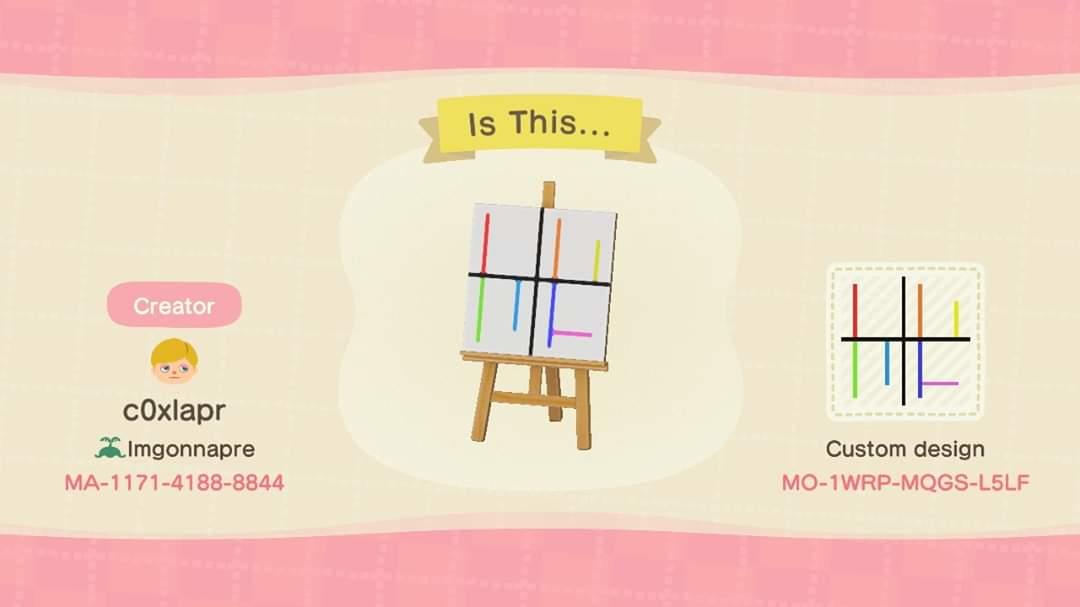 Is This...
Creator
c0xlapr
Imgonnapre
MA-1171-4188-8844
Custom design
MO-1WRP-MQGS-L5LF